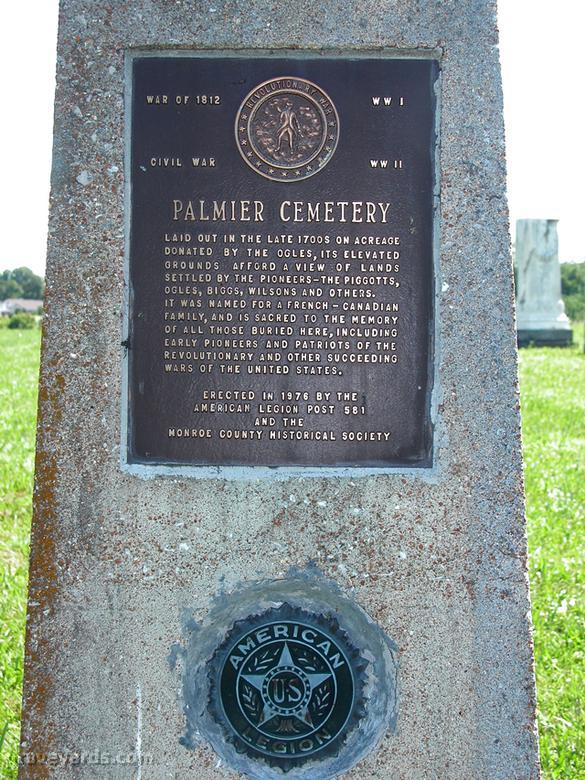 REVOLUTIONARY WAR
WAR OF 1812
WW I
CIVIL WAR
WW II
PALMIER CEMETERY
LAID OUT IN THE LATE 1700S ON ACREAGE
DONATED BY THE OGLES, ITS ELEVATED
GROUNDS AFFORD A VIEW OF LANDS
SETTLED BY THE PIONEERS-THE PIGGOTTS,
OGLES, BIGGS, WILSONS AND OTHERS.
IT WAS NAMED FOR A FRENCH-CANADIAN
FAMILY, AND IS SACRED TO THE MEMORY
OF ALL THOSE BURIED HERE, INCLUDING
EARLY PIONEERS AND PATRIOTS OF THE
REVOLUTIONARY AND OTHER SUCCEEDING
WARS OF THE UNITED STATES.
ERECTED IN 1976 BY THE
AMERICAN LEGION POST 581
AND THE
MONROE COUNTY HISTORICAL SOCIETY
AMERICAN
US
LEGION